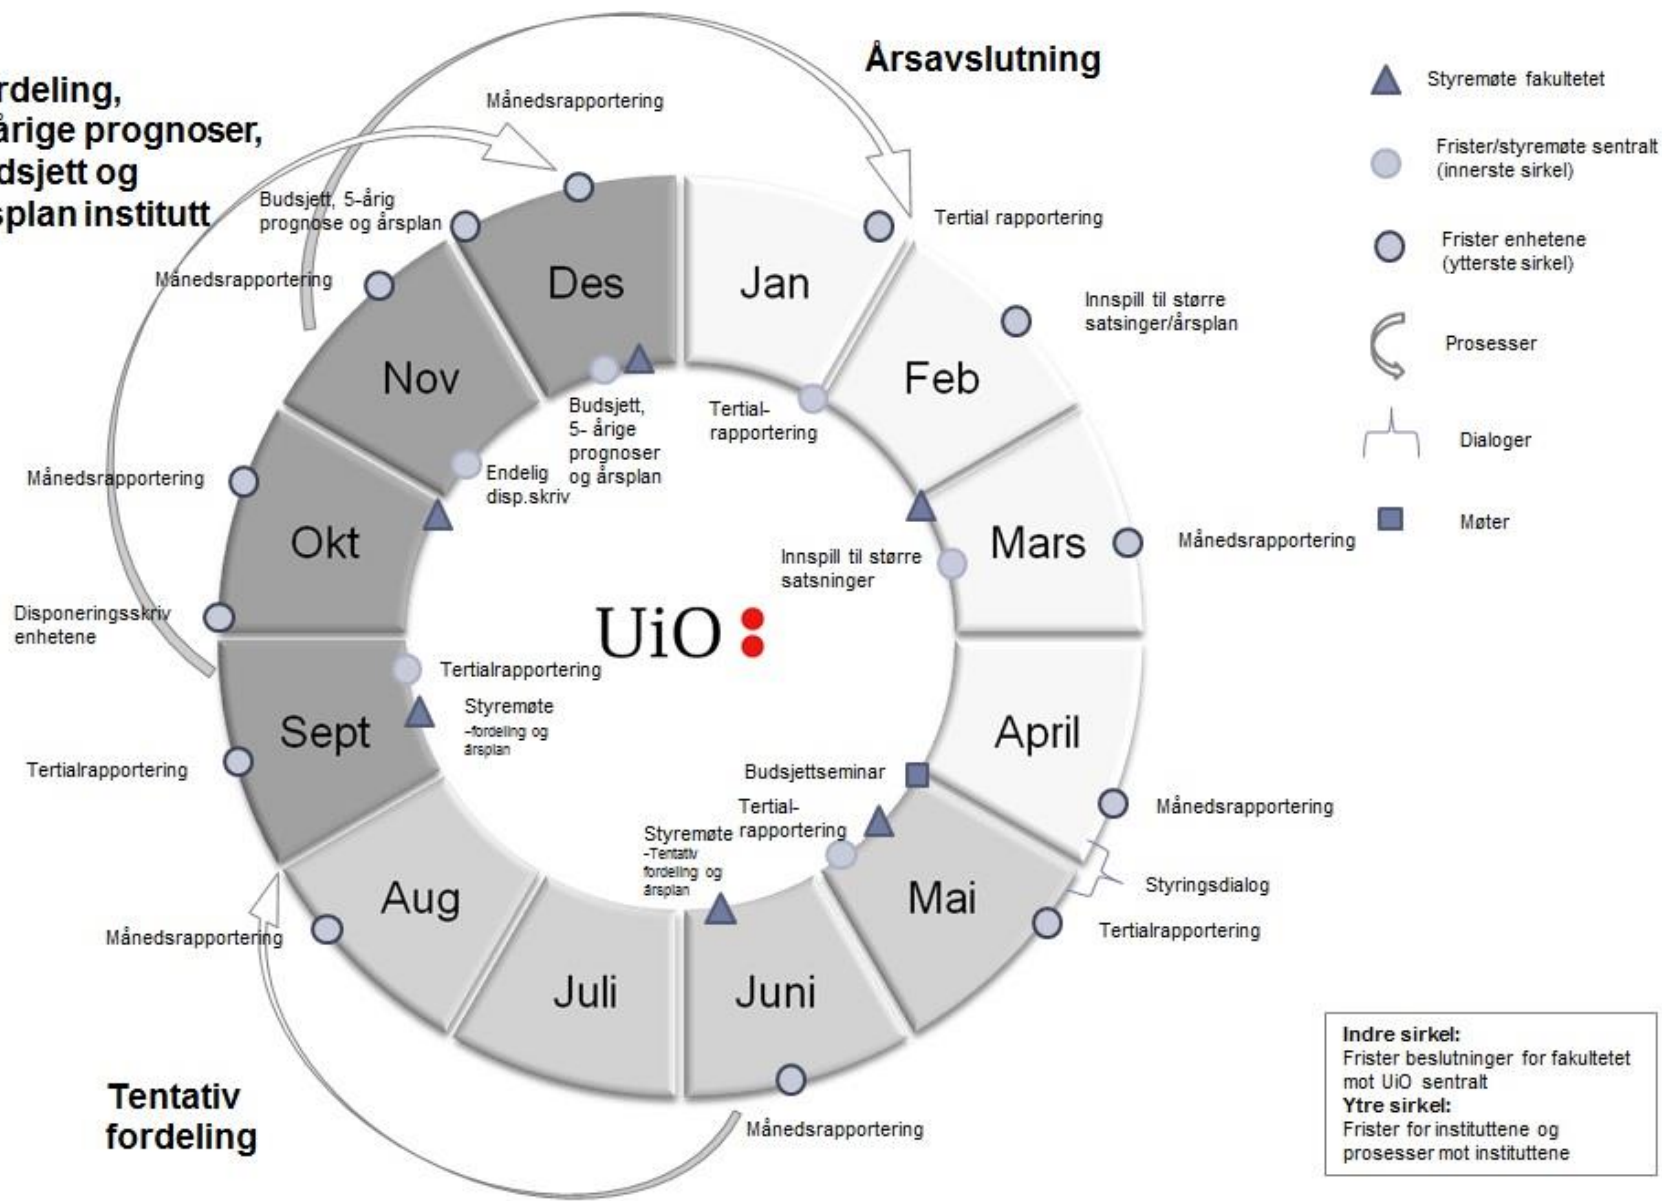 Årsavslutning
rdeling,
årige prognoser,
dsjett og
splan institutt
Månedsrapportering
Budsjett, 5-årig
prognose og årsplan
Månedsrapportering
Månedsrapportering
Disponeringsskriv
enhetene
Tertialrapportering
Månedsrapportering
Tentativ
fordeling
Des
Jan
Feb
Mars
April
Mai
Juni
Juli
Aug
Sept
Okt
Nov
Tertial rapportering
Innspill til større
satsinger/årsplan
Månedsrapportering
Månedsrapportering
Styringsdialog
Tertialrapportering
Månedsrapportering
Budsjett,
5- årige
prognoser
og årsplan
Endelig
disp.skriv
Tertial-
rapportering
Innspill til større
satsninger
UiO
Tertialrapportering
Styremøte
-fordeling og
årsplan
Budsjettseminar
Tertial-
rapportering
Styremøte
-Tentativ
fordeling og
årsplan
Styremøte fakultetet
Frister/styremøte sentralt
(innerste sirkel)
Frister enhetene
(ytterste sirkel)
Prosesser
Dialoger
Møter
Indre sirkel:
Frister beslutninger for fakultetet
mot UiO sentralt
Ytre sirkel:
Frister for instituttene og
prosesser mot instituttene